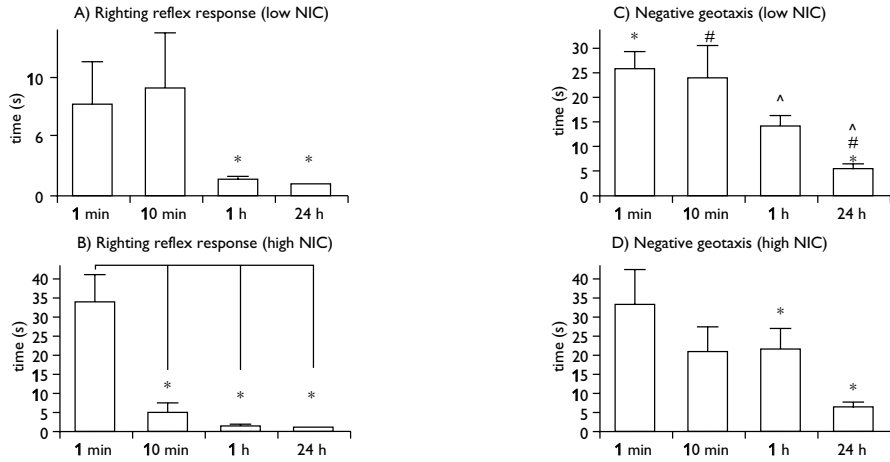 A) Righting reflex response (low NIC)
time (s)
10
6
0
* *
1 min 10 min 1 h 24 h
B) Righting reflex response (high NIC)
time (s)
40
35
30
25
20
15
10
5
0
* * *
1 min 10 min 1 h 24 h
C) Negative geotaxis (low NIC)
time (s)
30
25
20
15
10
5
0
* # ^ ^
#
*
1 min 10 min 1 h 24 h
D) Negative geotaxis (high NIC)
time (s)
40
35
30
25
20
15
10
5
0
* *
1 min 10 min 1 h 24 h